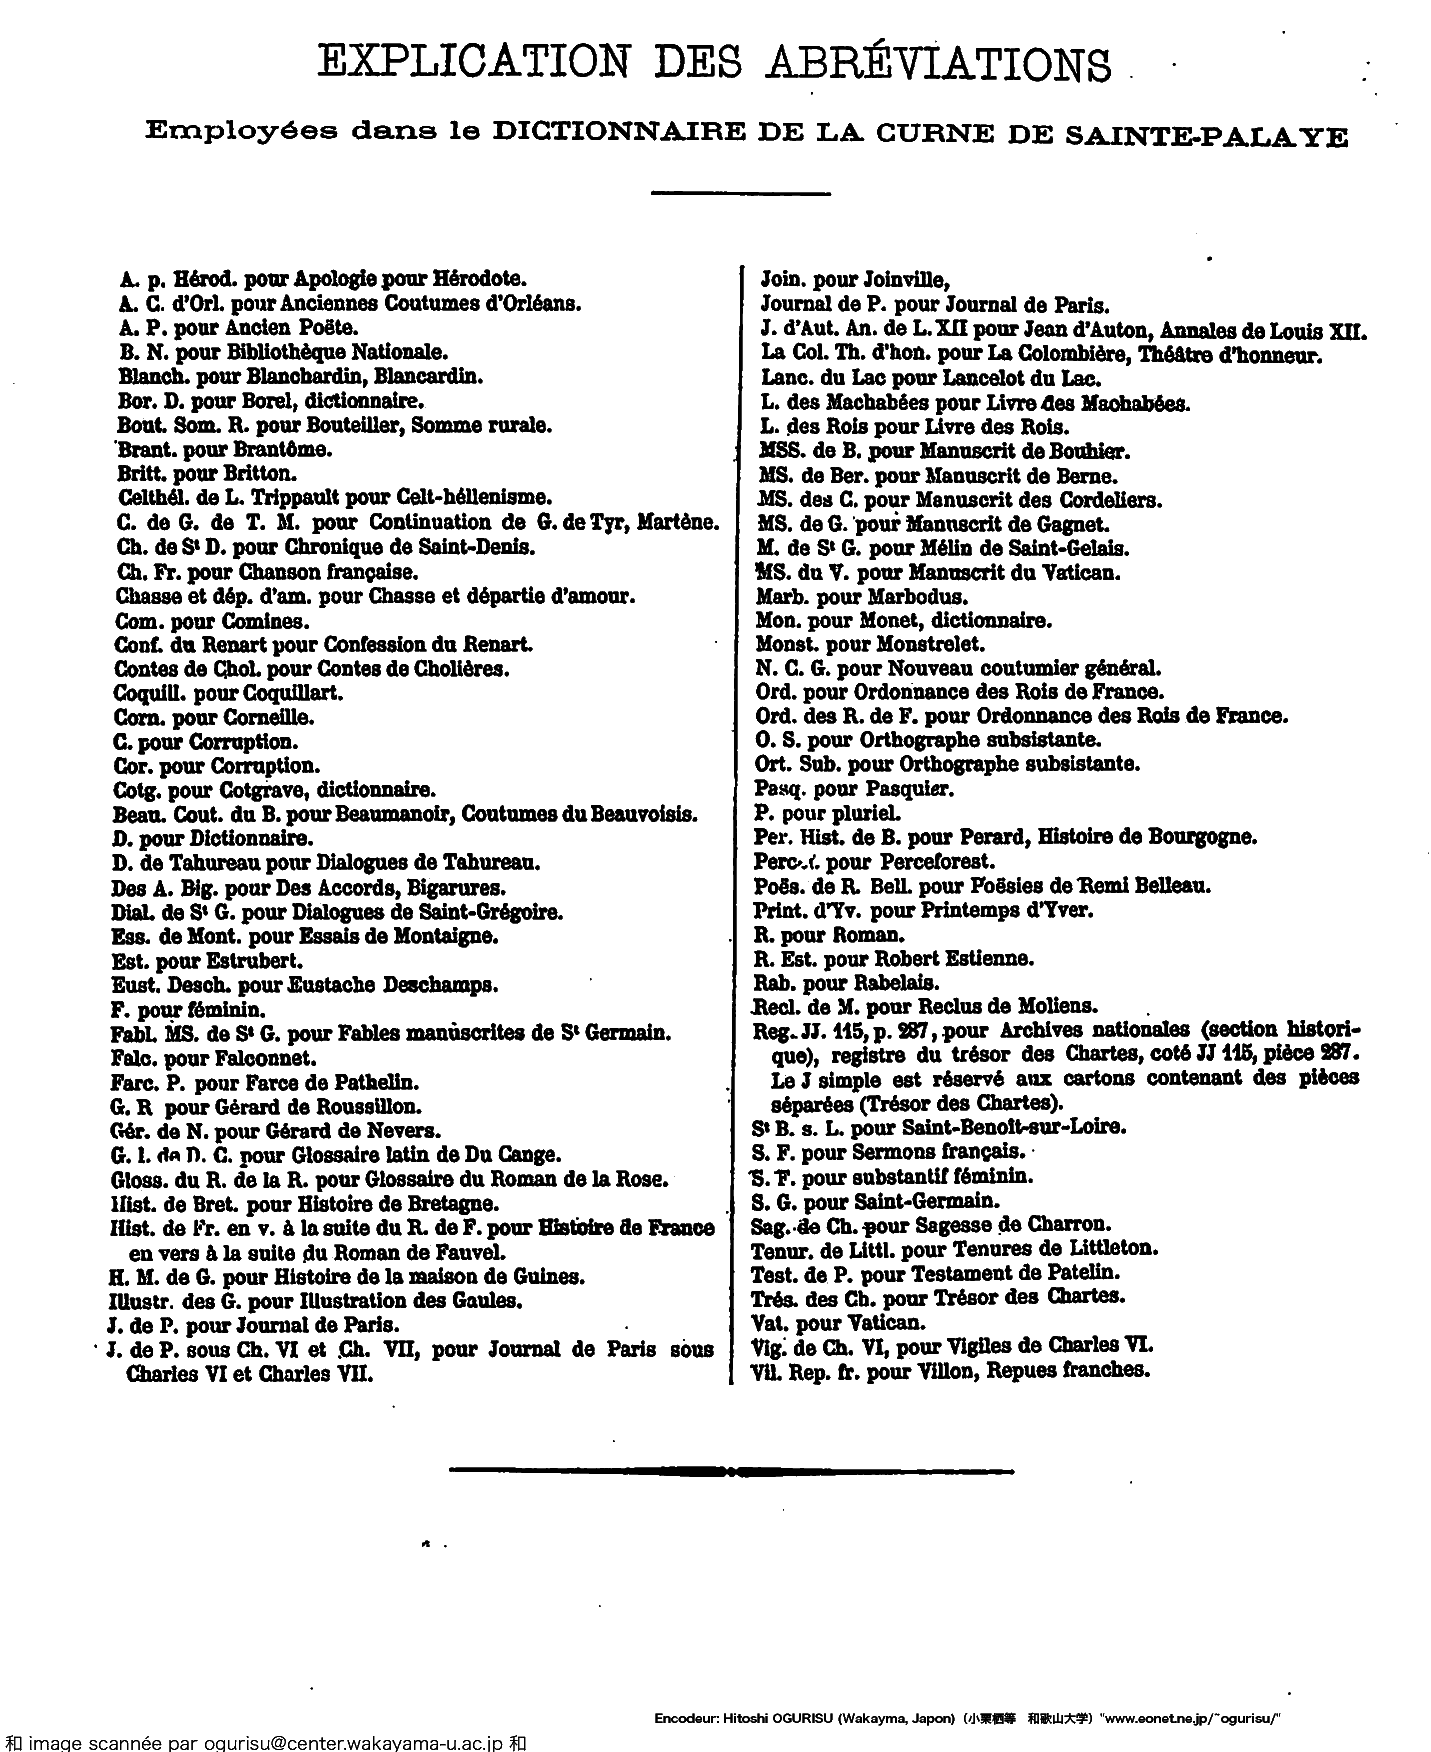 EXPLICATION DES ABRÉVIATIONS
Employées dans le DICTIONNAIRE DE LA CURNE DE SAINTE-PALAYE
A. p. Hérod. pour Apologie pour Hérodote.
A. C. d'Orl. pour Anciennes Coutumes d'Orléans.
A. P. pour Ancien Poëte.
B. N. pour Bibliothèque Nationale.
Blanch. pour Blanchardin, Blancardin.
Bor. D. pour Borel, dictionnaire.
Bout. Som. R. pour Bouteiller, Somme rurale.
Brant. pour Brantôme.
Britt. pour Britton.
Celthél. de L. Trippault pour Celt-héllenisme.
C. de G. de T. M. pour Continuation de G. de Tyr, Martène.
Ch. de St D. pour Chronique de Saint-Denis.
Ch. Fr. pour Chanson française.
Chasse et dép. d'am. pour Chasse et départie d'amour.
Com. pour Comines.
Conf. du Renart pour Confession du Renart.
Contes de Chol. pour Contes de Cholières.
Coquill. pour Coquillart.
Corn. pour Corneille.
C. pour Corruption.
Cor. pour Corruption.
Cotg. pour Cotgrave, dictionnaire.
Beau. Cout. du B. pour Beaumanoir, Coutumes du Beauvoisis.
D. pour Dictionnaire.
D. de Tahureau pour Dialogues de Tahureau.
Des A. Big. pour Des Accords, Bigarures.
Dial. de St G. pour Dialogues de Saint-Grégoire.
Ess. de Mont. pour Essais de Montaigne.
Est. pour Estrubert.
Eust. Desch. pour Eustache Deschamps.
F. pour féminin.
Fabl. MS. de St G. pour Fables manuscrites de St Germain.
Falc. pour Falconnet.
Farc. P. pour Farce de Pathelin.
G. R pour Gérard de Roussillon.
Gér. de N. pour Gérard de Nevers.
G. l. de D. C. pour Glossaire latin de Du Cange.
Gloss. du R. de la R. pour Glossaire du Roman de la Rose.
Hist. de Bret. pour Histoire de Bretagne.
Hist. de Fr. en v. à la suite du R. de F. pour Histoire de France
en vers à la suite du Roman de Fauvel.
H. M. de G. pour Histoire de la maison de Guines.
Illustr. des G. pour Illustration des Gaules.
J. de P. pour Journal de Paris.
J. de P. sous Ch. VI et Ch. VII, pour Journal de Paris sous
Charles VI et Charles VII.
Join. pour Joinville,
Journal de P. pour Journal de Paris.
J. d'Aut. An. de L. XII pour Jean d'Auton, Annales de Louis XII.
La Col. Th. d'hon. pour La Colombière, Théâtre d'honneur.
Lanc. du Lac pour Lancelot du Lac.
L. des Machabées pour Livre des Machabées.
L. des Rois pour Livre des Rois.
MSS. de B. pour Manuscrit de Bouhier.
MS. de Ber. pour Manuscrit de Berne.
MS. des C. pour Manuscrit des Cordeliers.
MS. de G. pour Manuscrit de Gagnet.
M. de St G. pour Mélin de Saint-Gelais.
MS. du V. pour Manuscrit du Vatican.
Marb. pour Marbodus.
Mon. pour Monet, dictionnaire.
Monst. pour Monstrelet.
N. C. G. pour Nouveau coutumier général.
Ord. pour Ordonnance des Rois de France.
Ord. des R. de F. pour Ordonnance des Rois de France.
O. S. pour Orthographe subsistante.
Ort. Sub. pour Orthographe subsistante.
Pasq. pour Pasquier.
P. pour pluriel.
Per. Hist. de B. pour Perard, Histoire de Bourgogne.
pour Perceforest.
Poës. de R. Bell. pour Poësies de Remi Belleau.
Print. d'Yv. pour Printemps d'Yver.
R. pour Roman.
R. Est. pour Robert Estienne.
Rab. pour Rabelais.
Recl. de M. pour Reclus de Moliens.
Reg. JJ. 115, p. 287, pour Archives nationales (section histori-
que), registre du trésor des Chartes, coté JJ 115, pièce 287.
Le J simple est réservé aux cartons contenant des pièces
séparées (Trésor des Chartes).
St B. s. L. pour Saint-Benoît-sur-Loire.
S. F. pour Sermons français.
S. F. pour substantif féminin.
S. G. pour Saint-Germain.
Sag. de Ch. pour Sagesse de Charron.
Tenur. de Littl. pour Tenures de Littleton.
Test. de P. pour Testament de Patelin.
Trés. des Ch. pour Trésor des Chartes.
Vat. pour Vatican.
Vig. de Ch. VI, pour Vigiles de Charles VI.
Vil. Rep. fr. pour Villon, Repues franches.
Encodeur: Hitoshi OGURISU (Wakayma, Japon) (小栗栖等 和歌山大学) "www.eonet.ne.jp/~ogurisu/"
和 image scannée par ogurisu@center.wakayama-u.ac.jp 和